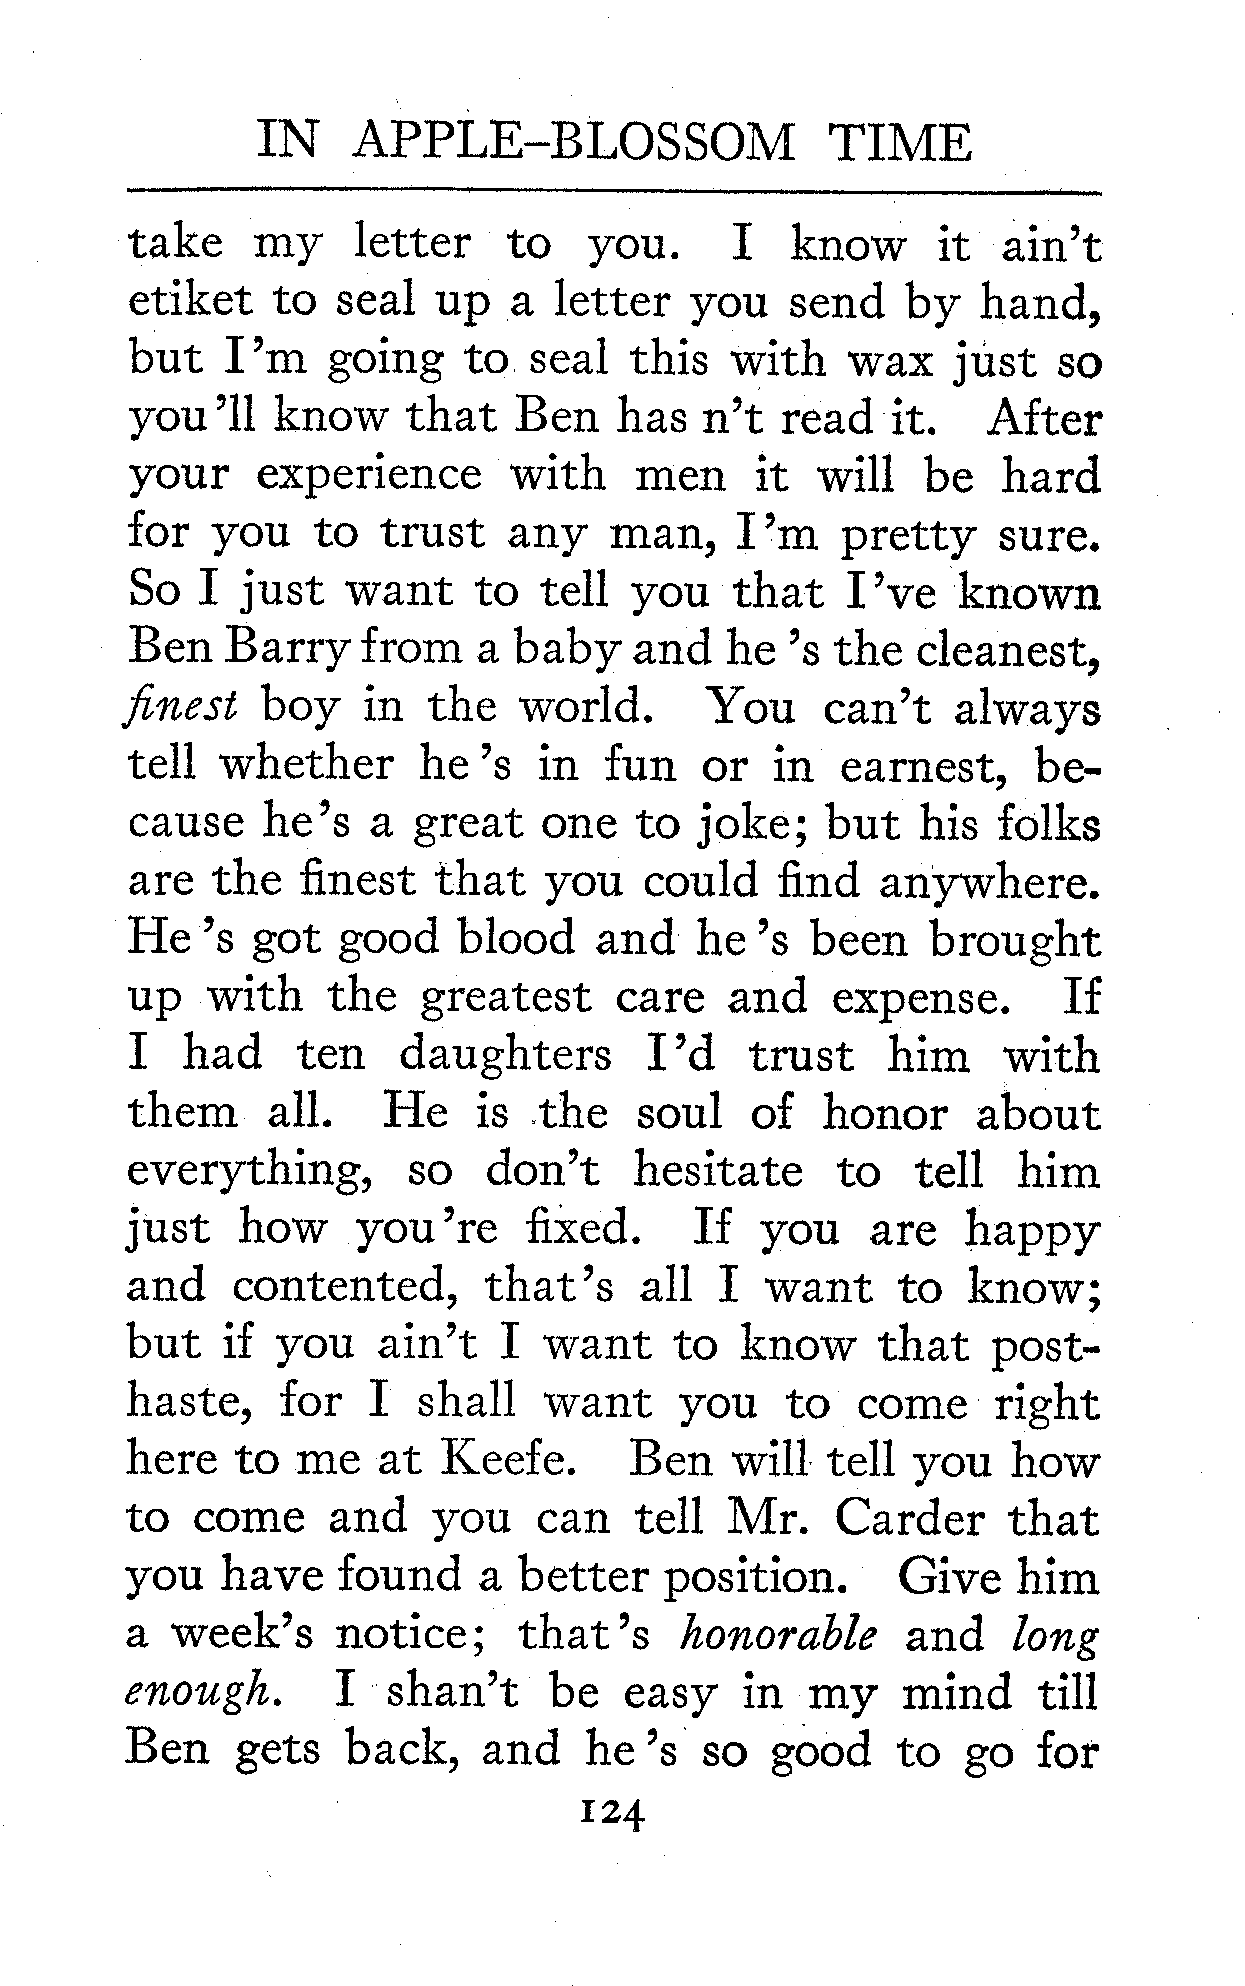 IN APPLE-BLOSSOM TIME
take my letter to you. I know it ain't
etiket to seal up a letter you send by hand,
but I'm going to seal this with wax just so
you'll know that Ben has n't read it. After
your experience with men it will be hard
for you to trust any man, I'm pretty sure.
So I just want to tell you that I've known
Ben Barry from a baby and he's the cleanest,
finest boy in the world. You can't always
tell whether he's in fun or in earnest, be-
cause he's a great one to joke; but his folks
are the finest that you could find anywhere.
He's got good blood and he's been brought
up with the greatest care and expense. If
I had ten daughters I'd trust him with
them all. He is the soul of honor about
everything, so don't hesitate to tell him
just how you're fixed. If you are happy
and contented, that's all I want to know;
but if you ain't I want to know that post-
haste, for I shall want you to come right
here to me at Keefe. Ben will tell you how
to come and you can tell Mr. Carder that
you have found a better position. Give him
a week's notice; that's honorable and long
enough. I shan't be easy in my mind till
Ben gets back, and he's so good to go for
124